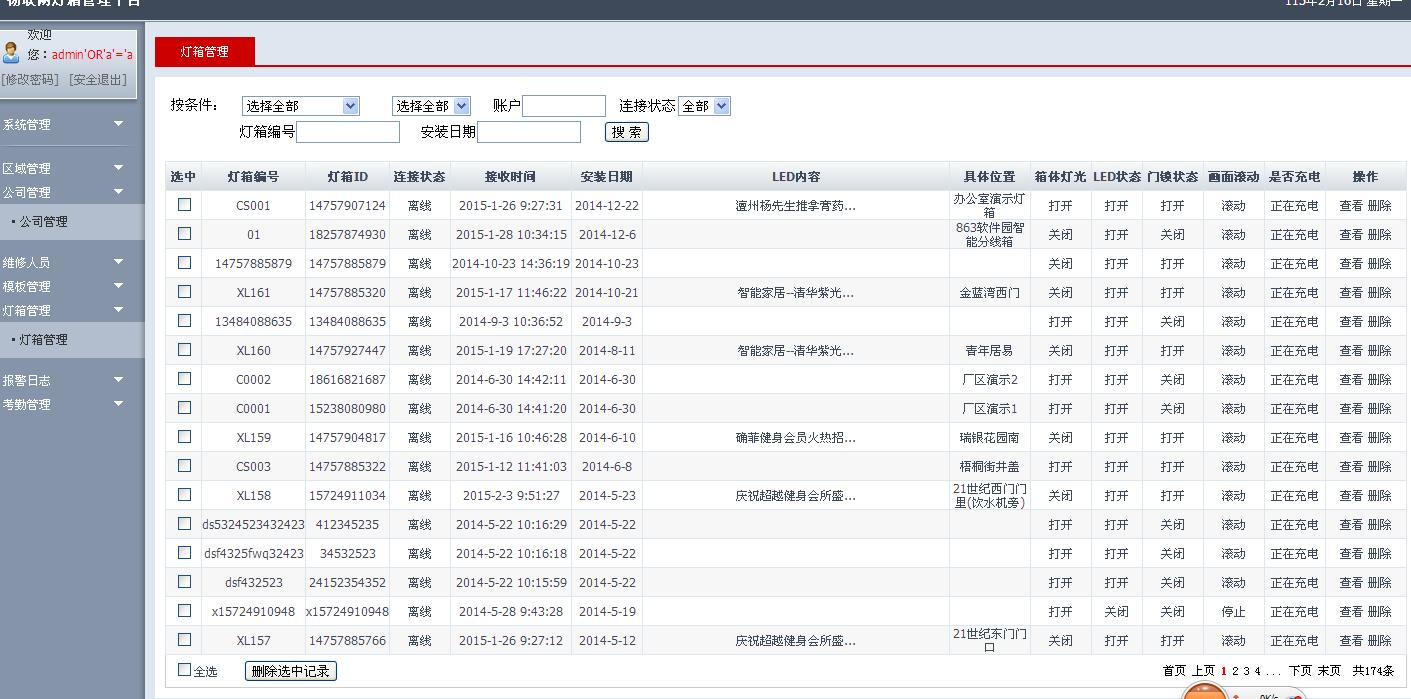 物联网灯箱管理平台
115年2月16日 星期一
欢迎
您：admin'OR'a'='a
[修改密码] [安全退出]
系统管理
区域管理
公司管理
· 公司管理
维修人员
模板管理
灯箱管理
· 灯箱管理
报警日志
考勤管理
灯箱管理
按条件： 选择全部 选择全部 账户 连接状态 全部
灯箱编号 安装日期 搜 索
选中 灯箱编号 灯箱ID 连接状态 接收时间 安装日期 LED内容 具体位置 箱体灯光 LED状态 门镜状态 画面滚动 是否充电 操作
CS001 14757907124 离线 2015-1-26 9:27:31 2014-12-22 澶州杨先生推拿膏药... 办公室演示灯箱 打开 打开 打开 滚动 正在充电 查看 删除
01 18257874930 离线 2015-1-28 10:34:15 2014-12-6 863软件园智能分线箱 关闭 打开 关闭 滚动 正在充电 查看 删除
14757885879 14757885879 离线 2014-10-23 14:36:19 2014-10-23 关闭 打开 打开 滚动 正在充电 查看 删除
XL161 14757885320 离线 2015-1-17 11:46:22 2014-10-21 智能家居--清华紫光... 金蓝湾西门 关闭 打开 打开 滚动 正在充电 查看 删除
13484088635 13484088635 离线 2014-9-3 10:36:52 2014-9-3 打开 打开 关闭 滚动 正在充电 查看 删除
XL160 14757927447 离线 2015-1-19 17:27:20 2014-8-11 智能家居--清华紫光... 青年居易 关闭 打开 打开 滚动 正在充电 查看 删除
C0002 18616821687 离线 2014-6-30 14:42:11 2014-6-30 厂区演示2 打开 打开 关闭 滚动 正在充电 查看 删除
C0001 15238080980 离线 2014-6-30 14:41:20 2014-6-30 厂区演示1 打开 打开 关闭 滚动 正在充电 查看 删除
XL159 14757904817 离线 2015-1-16 10:46:28 2014-6-10 确菲健身会员火热招... 瑞银花园南 关闭 打开 打开 滚动 正在充电 查看 删除
CS003 14757885322 离线 2015-1-12 11:41:03 2014-6-8 梧桐街井盖 打开 打开 打开 滚动 正在充电 查看 删除
XL158 15724911034 离线 2015-2-3 9:51:27 2014-5-23 庆祝超越健身会所盛... 21世纪西门门里(饮水机旁) 关闭 打开 打开 滚动 正在充电 查看 删除
ds5324523432423 412345235 离线 2014-5-22 10:16:29 2014-5-22 打开 打开 关闭 滚动 正在充电 查看 删除
dsf4325fwq32423 34532523 离线 2014-5-22 10:16:18 2014-5-22 打开 打开 关闭 滚动 正在充电 查看 删除
dsf432523 24152354352 离线 2014-5-22 10:15:59 2014-5-22 打开 打开 关闭 滚动 正在充电 查看 删除
x15724910948 x15724910948 离线 2014-5-28 9:43:28 2014-5-19 打开 关闭 关闭 停止 正在充电 查看 删除
XL157 14757885766 离线 2015-1-26 9:27:12 2014-5-12 庆祝超越健身会所盛... 21世纪东门门口 关闭 打开 打开 滚动 正在充电 查看 删除
全选 删除选中记录 首页 上页 1 2 3 4 ... 下页 末页 共174条